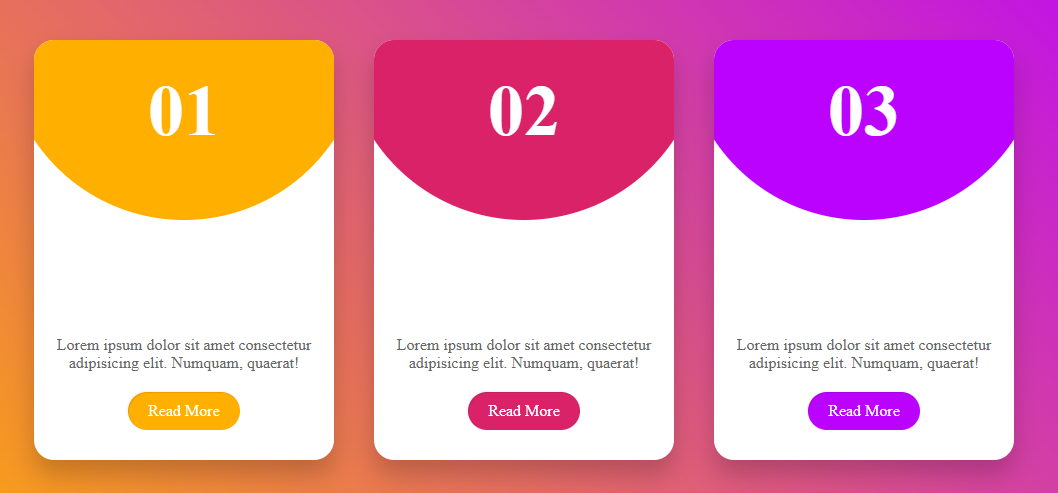 01
Lorem ipsum dolor sit amet consectetur
adipisicing elit. Numquam, quaerat!
Read More
02
Lorem ipsum dolor sit amet consectetur
adipisicing elit. Numquam, quaerat!
Read More
03
Lorem ipsum dolor sit amet consectetur
adipisicing elit. Numquam, quaerat!
Read More